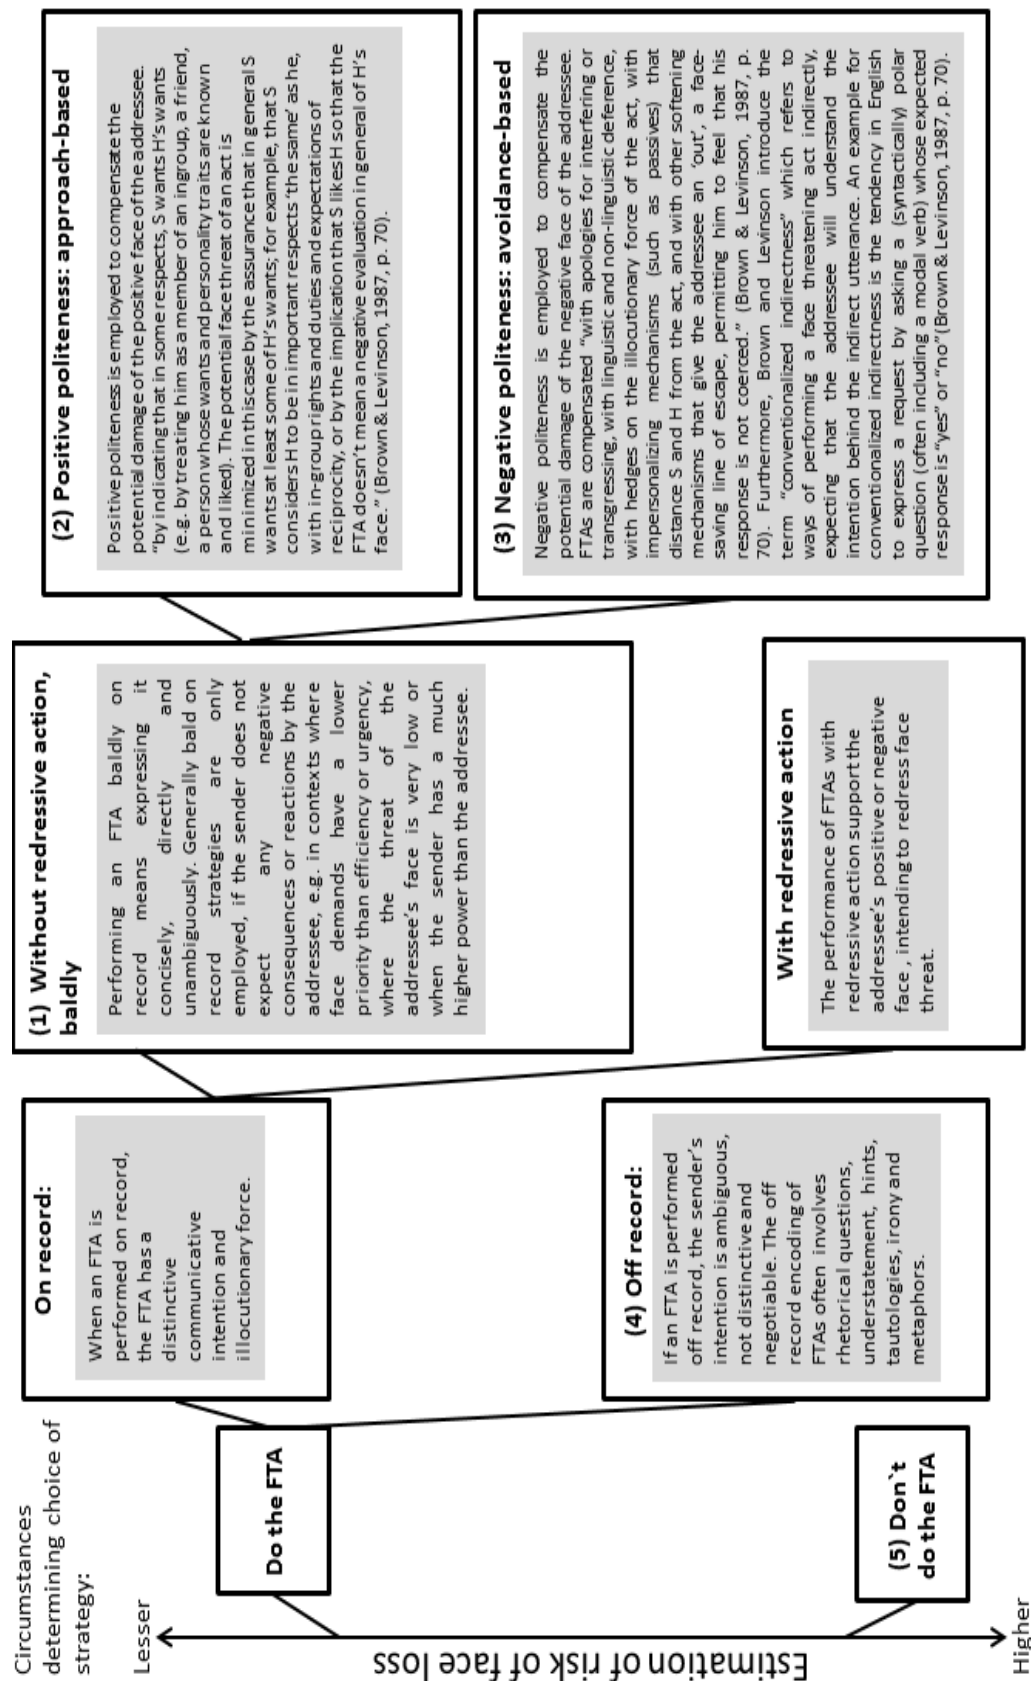 Circumstances
determining choice of
strategy:
Lesser
Estimation of risk of face loss
Higher
Do the FTA
(5) Don`t
do the FTA
On record:
When an FTA is
performed on record,
the FTA has a
distinctive
communicative
intention and
illocutionary force.
(4) Off record:
If an FTA is performed
off record, the sender's
intention is ambiguous,
not distinctive and
negotiable. The off
record encoding of
FTAs often involves
rhetorical questions,
understatement, hints,
tautologies, irony and
metaphors.
(1) Without redressive action,
baldly
Performing an FTA baldly on
record means expressing it
concisely, directly and
unambiguously. Generally bald on
record strategies are only
employed, if the sender does not
expect any negative
consequences or reactions by the
addressee, e.g. in contexts where
face demands have a lower
priority than efficiency or urgency,
where the threat of the
addressee's face is very low or
when the sender has a much
higher power than the addressee.
With redressive action
The performance of FTAs with
redressive action support the
addressee's positive or negative
face , intending to redress face
threat.
(2) Positive politeness: approach-based
Positive politeness is employed to compensate the
potential damage of the positive face of the addressee.
"by indicating that in some respects, S wants H's wants
(e.g. by treating him as a member of an ingroup, a friend,
a person whose wants and personality traits are known
and liked). The potential face threat of an act is
minimized in this case by the assurance that in general S
wants at least some of H's wants; for example, that S
considers H to be in important respects 'the same' as he,
with in-group rights and duties and expectations of
reciprocity, or by the implication that S likes H so that the
FTA doesn't mean a negative evaluation in general of H's
face." (Brown & Levinson, 1987, p. 70).
(3) Negative politeness: avoidance-based
Negative politeness is employed to compensate the
potential damage of the negative face of the addressee.
FTAs are compensated "with apologies for interfering or
transgressing, with linguistic and non-linguistic deference,
with hedges on the illocutionary force of the act, with
impersonalizing mechanisms (such as passives) that
distance S and H from the act, and with other softening
mechanisms that give the addressee an 'out', a face-
saving line of escape, permitting him to feel that his
response is not coerced." (Brown & Levinson, 1987, p.
70). Furthermore, Brown and Levinson introduce the
term "conventionalized indirectness" which refers to
ways of performing a face threatening act indirectly,
expecting that the addressee will understand the
intention behind the indirect utterance. An example for
conventionalized indirectness is the tendency in English
to express a request by asking a (syntactically) polar
question (often including a modal verb) whose expected
response is "yes" or "no" (Brown & Levinson, 1987, p. 70).